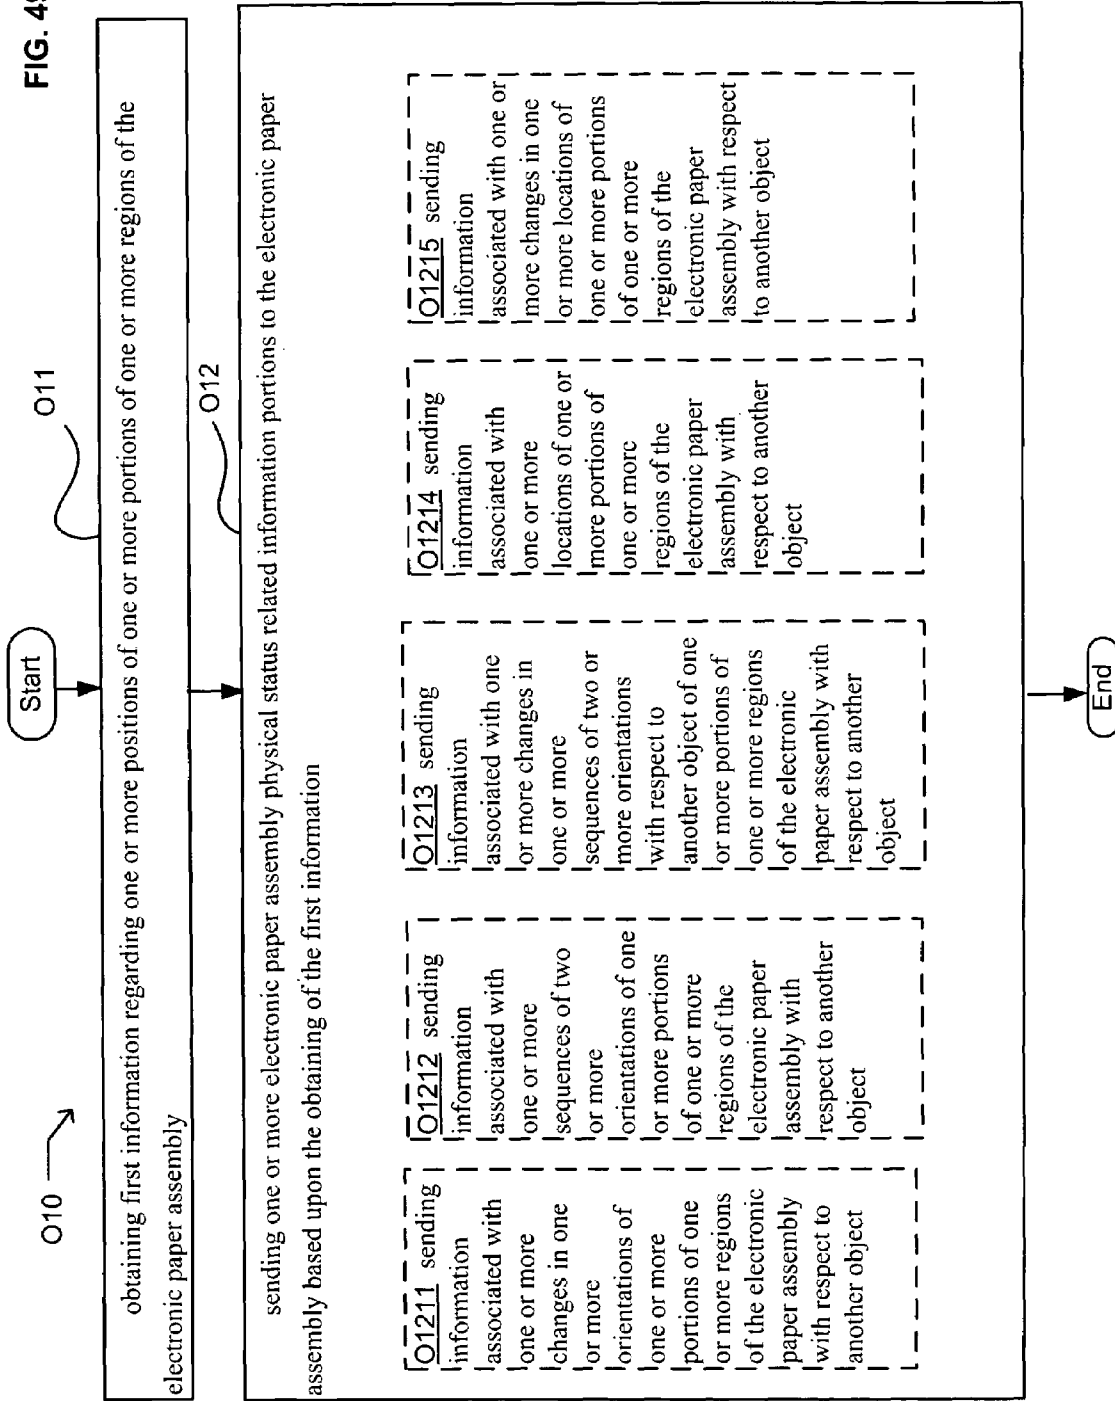 FIG. 49
O10
Start
O11
obtaining first information regarding one or more positions of one or more portions of one or more regions of the
electronic paper assembly
O12
sending one or more electronic paper assembly physical status related information portions to the electronic paper
assembly based upon the obtaining of the first information
O1211 sending
information
associated with
one or more
changes in one
or more
orientations of
one or more
portions of one
or more regions
of the electronic
paper assembly
with respect to
another object
O1212 sending
information
associated with
one or more
sequences of two
or more
orientations of one
or more portions
of one or more
regions of the
electronic paper
assembly with
respect to another
object
O1213 sending
information
associated with one
or more changes in
one or more
sequences of two or
more orientations
with respect to
another object of one
or more portions of
one or more regions
of the electronic
paper assembly with
respect to another
object
O1214 sending
information
associated with
one or more
locations of one or
more portions of
one or more
regions of the
electronic paper
assembly with
respect to another
object
O1215 sending
information
associated with one or
more changes in one
or more locations of
one or more portions
of one or more
regions of the
electronic paper
assembly with respect
to another object
End